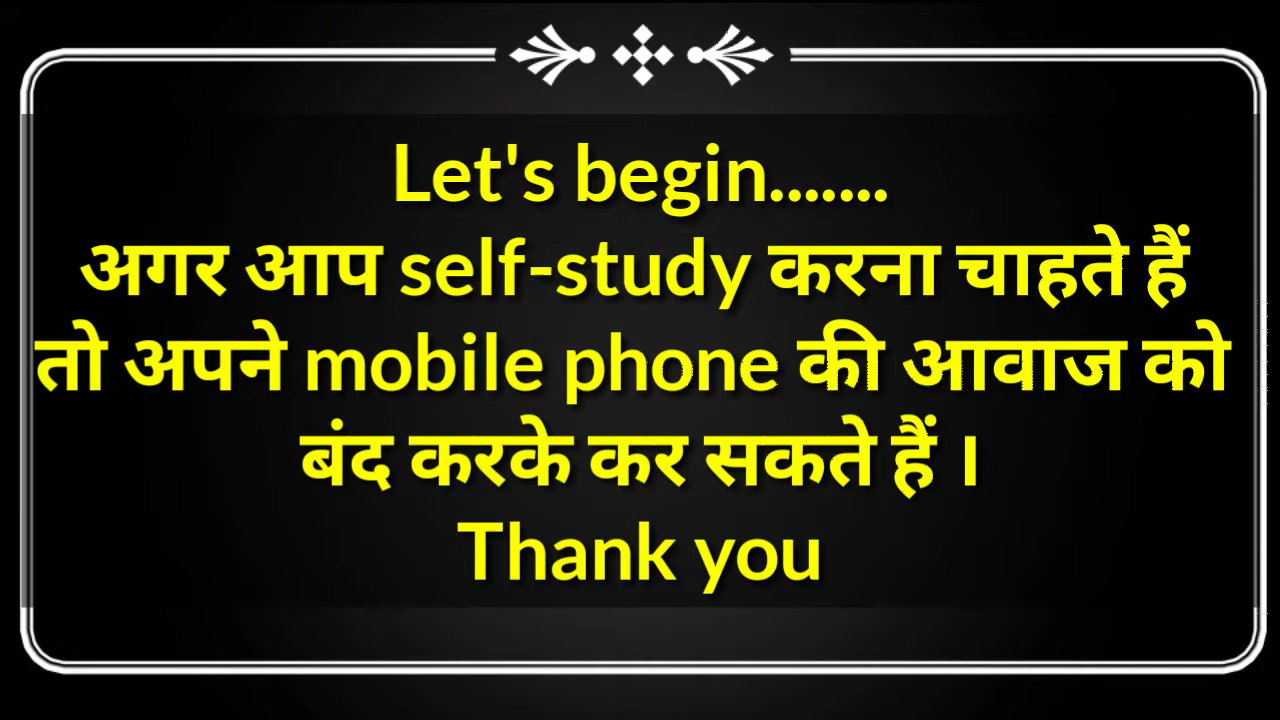 Let's begin.......
अगर आप self-study करना चाहते हैं
तो अपने mobile phone की आवाज को
बंद करके कर सकते हैं ।
Thank you